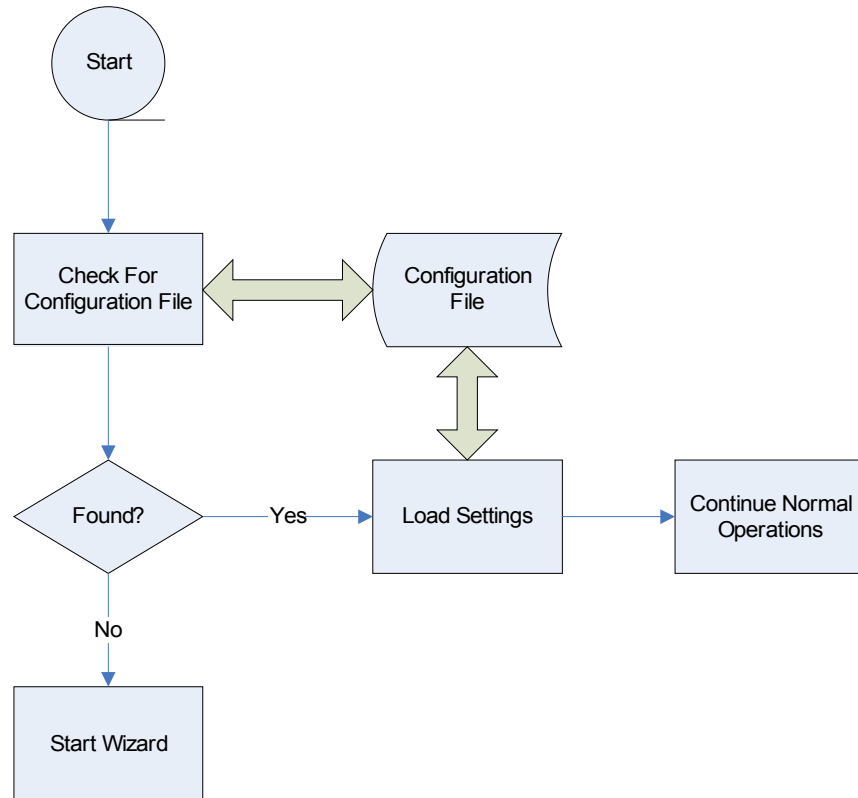 Start
Check For
Configuration File
Configuration
File
Found?
Yes
Load Settings
Continue Normal
Operations
No
Start Wizard